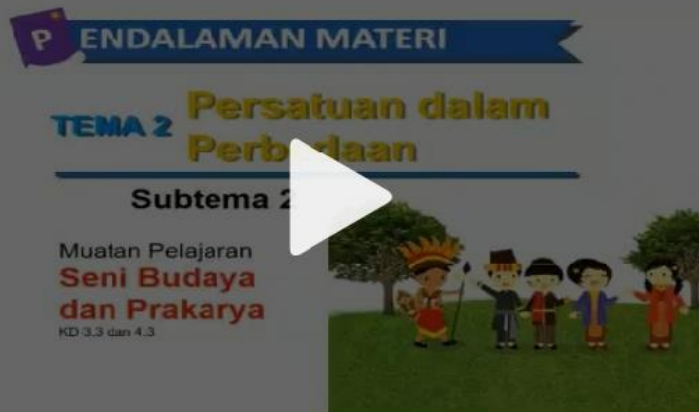 PENDALAMAN MATERI
TEMA 2 Persatuan dalam
Perbedaan
Subtema 2
Muatan Pelajaran
Seni Budaya
dan Prakarya
KD 3.3 dan 4.3